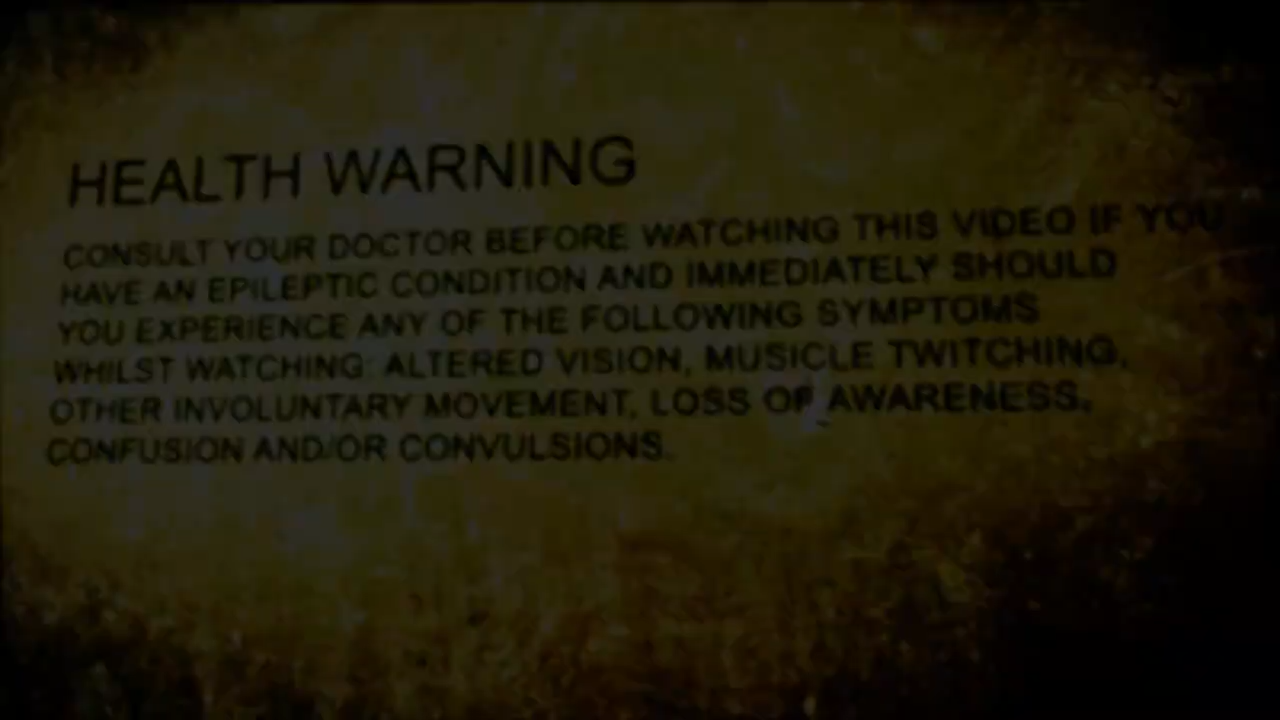 HEALTH WARNING
CONSULT YOUR DOCTOR BEFORE WATCHING THIS VIDEO IF YOU
HAVE AN EPILEPTIC CONDITION AND IMMEDIATELY SHOULD
YOU EXPERIENCE ANY OF THE FOLLOWING SYMPTOMS
WHILST WATCHING: ALTERED VISION, MUSICLE TWITCHING,
OTHER INVOLUNTARY MOVEMENT, LOSS OF AWARENESS,
CONFUSION AND/OR CONVULSIONS.